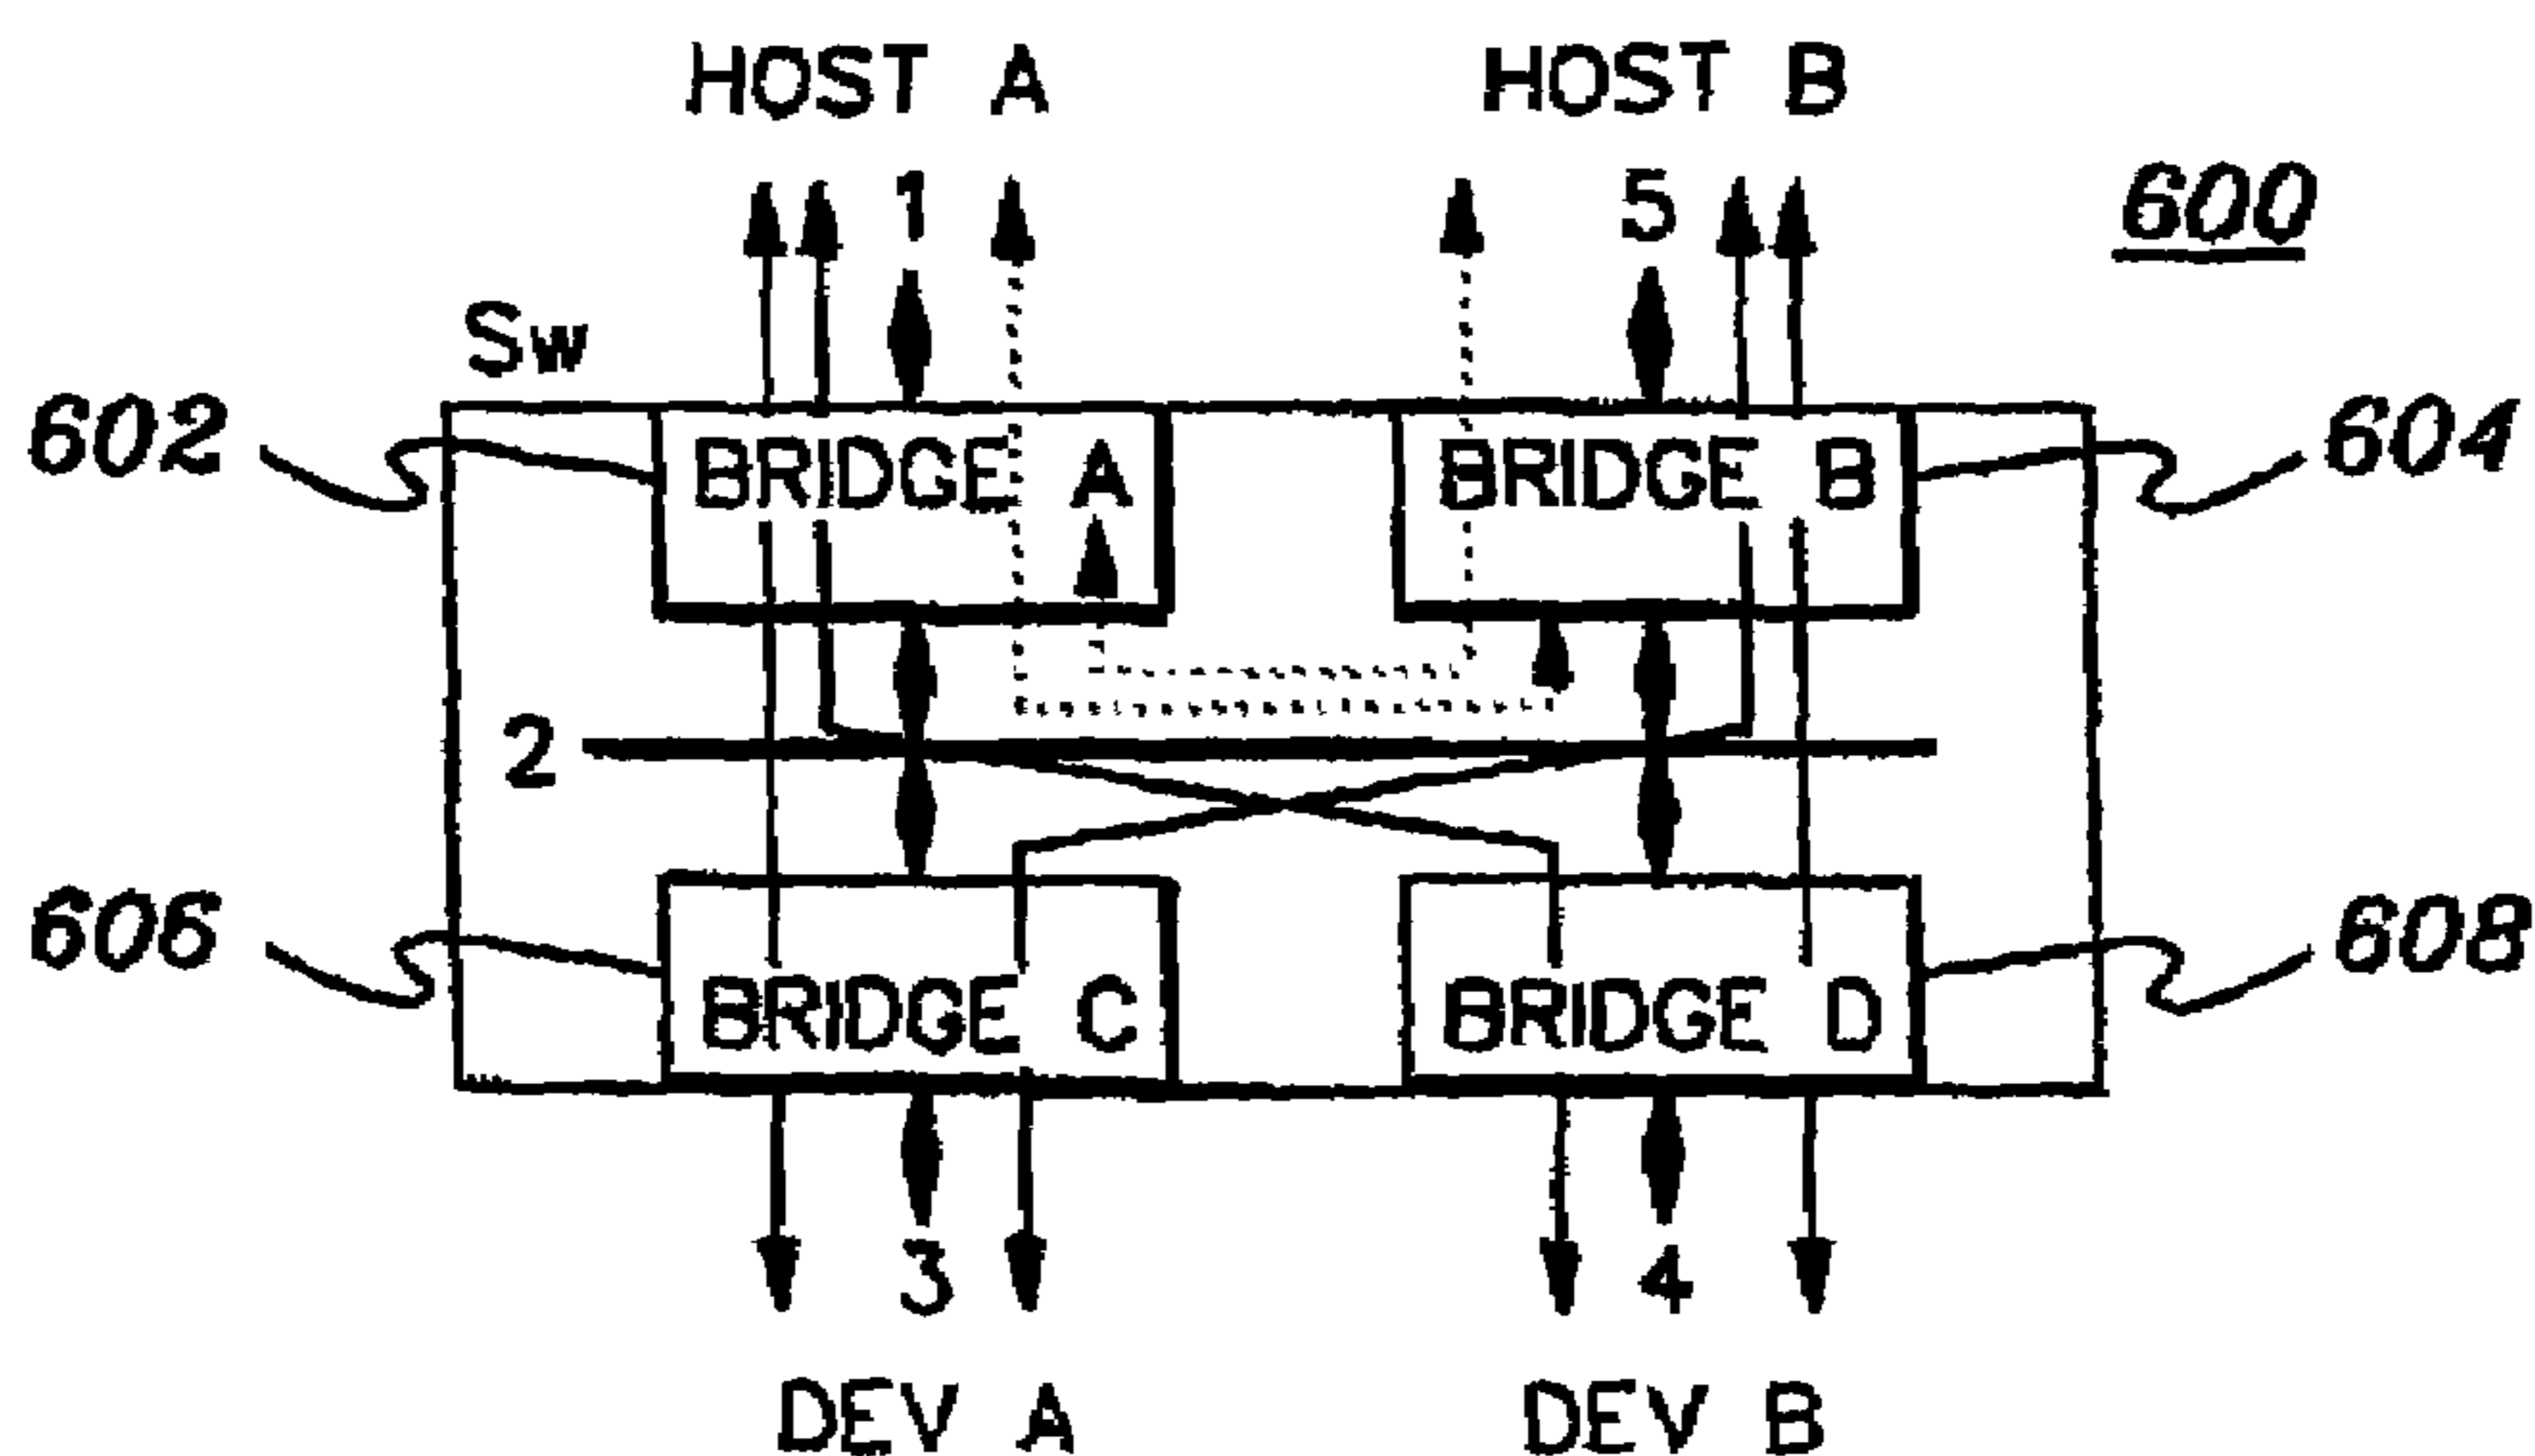 HOST A HOST B
1 5 600
Sw
602 BRIDGE A BRIDGE B 604
2
606 BRIDGE C BRIDGE D 608
3 4
DEV A DEV B